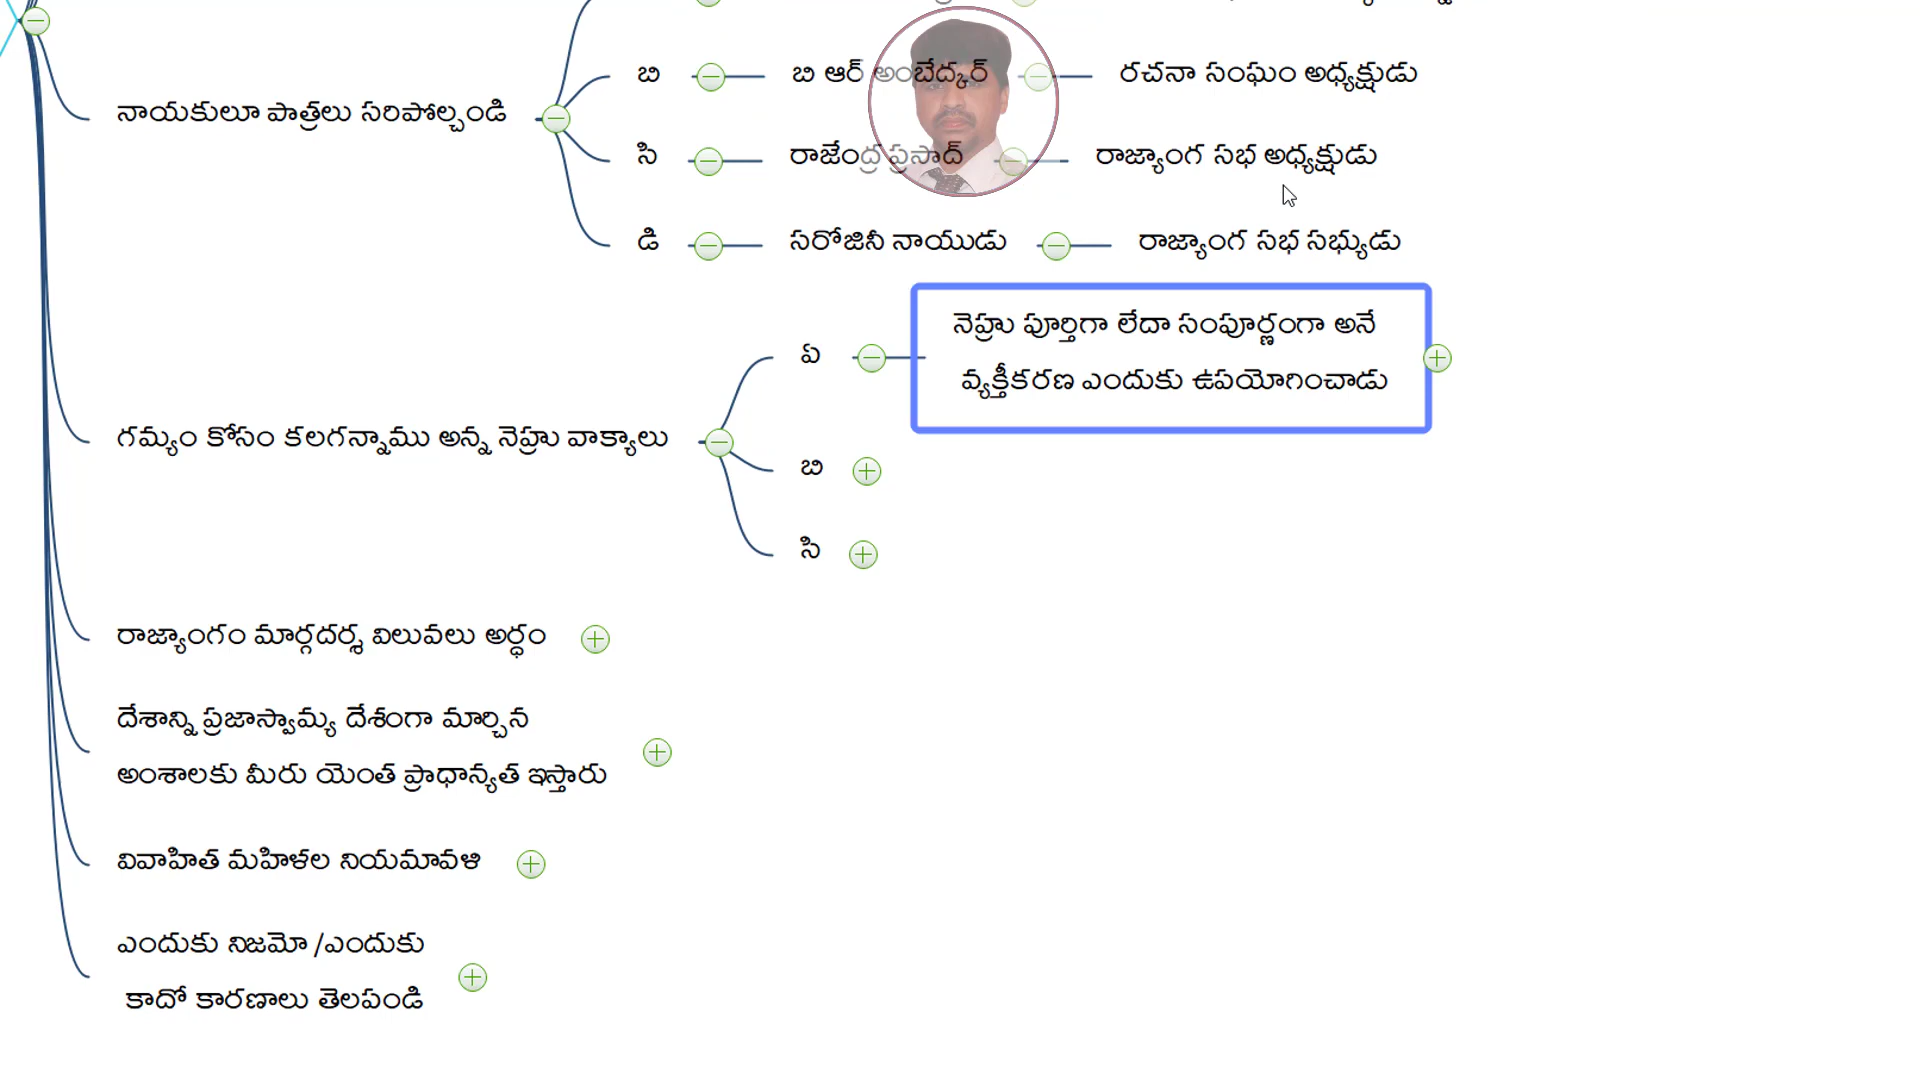 బి బి ఆర్ అంబేద్కర్ రచనా సంఘం అధ్యక్షుడు
నాయకులూ పాత్రలు సరిపోల్చండి
సి రాజేంద్ర ప్రసాద్ రాజ్యాంగ సభ అధ్యక్షుడు
డి సరోజినీ నాయుడు రాజ్యాంగ సభ సభ్యుడు
నెహ్రు పూర్తిగా లేదా సంపూర్ణంగా అనే
ఏ
వ్యక్తీకరణ ఎందుకు ఉపయోగించాడు
గమ్యం కోసం కలగన్నాము అన్న నెహ్రు వాక్యాలు
బి
సి
రాజ్యాంగం మార్గదర్శ విలువలు అర్ధం
దేశాన్ని ప్రజాస్వామ్య దేశంగా మార్చిన
అంశాలకు మీరు యెంత ప్రాధాన్యత ఇస్తారు
వివాహిత మహిళల నియమావళి
ఎందుకు నిజమో /ఎందుకు
కాదో కారణాలు తెలపండి